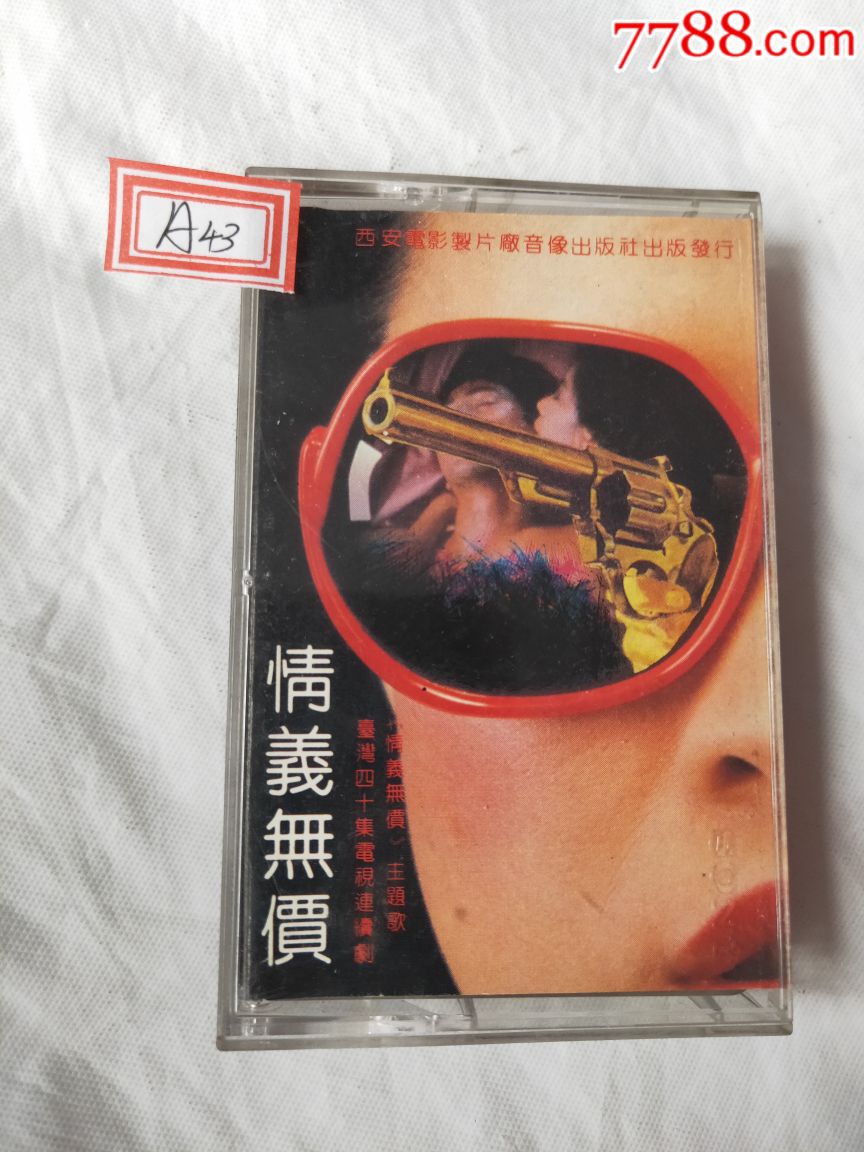 7788.com
A43
西安電影製片廠音像出版社出版發行
情義無價
臺灣四十集電視連續劇
《情義無價》主題歌